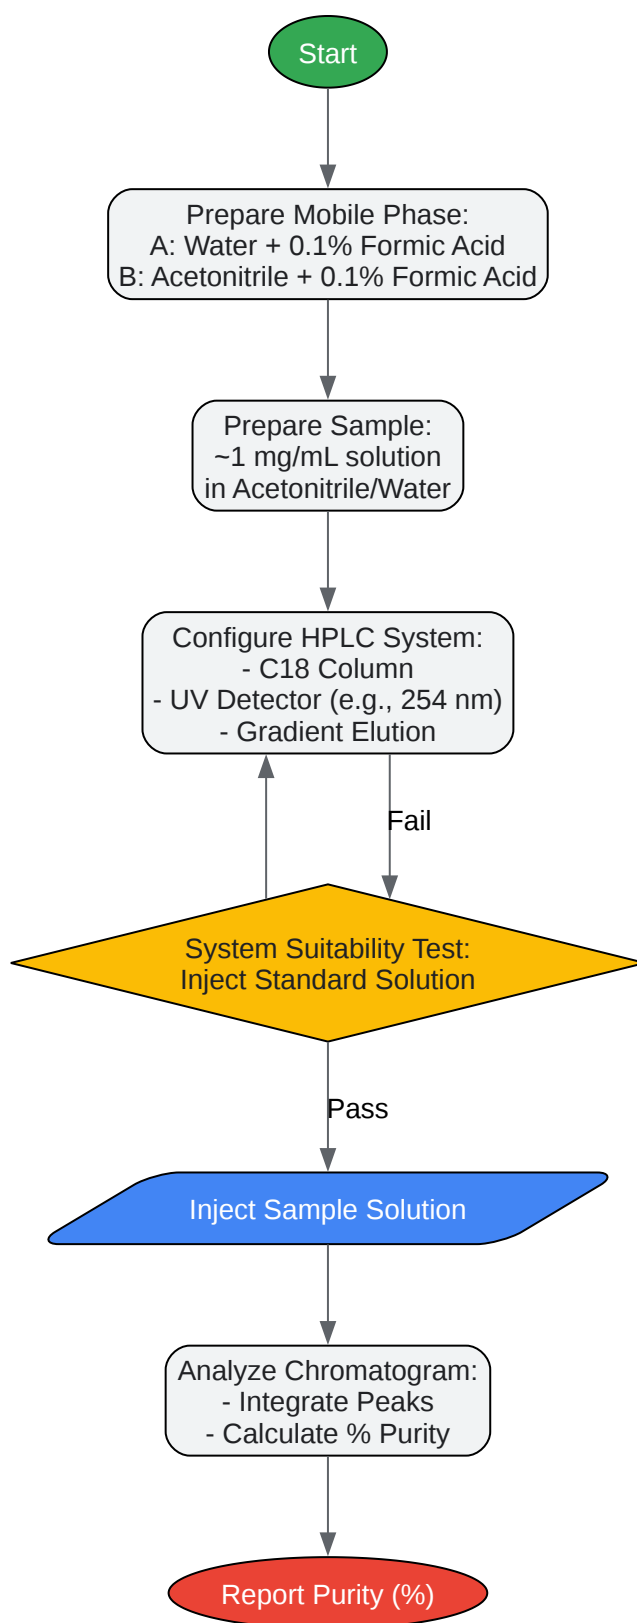 Start
Prepare Mobile Phase:
A: Water + 0.1% Formic Acid
B: Acetonitrile + 0.1% Formic Acid
Prepare Sample:
~1 mg/mL solution
in Acetonitrile/Water
Configure HPLC System:
- C18 Column
- UV Detector (e.g., 254 nm)
- Gradient Elution
Fail
System Suitability Test:
Inject Standard Solution
Pass
Inject Sample Solution
Analyze Chromatogram:
- Integrate Peaks
- Calculate % Purity
Report Purity (%)